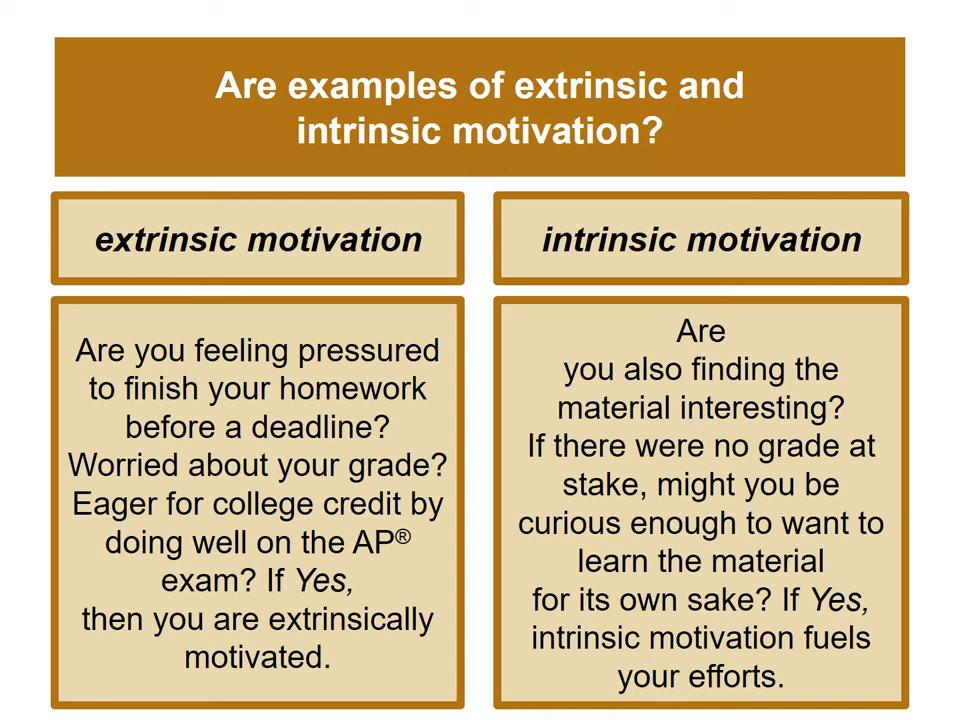 Are examples of extrinsic and
intrinsic motivation?
extrinsic motivation
Are you feeling pressured
to finish your homework
before a deadline?
Worried about your grade?
Eager for college credit by
doing well on the AP®
exam? If Yes,
then you are extrinsically
motivated.
intrinsic motivation
Are
you also finding the
material interesting?
If there were no grade at
stake, might you be
curious enough to want to
learn the material
for its own sake? If Yes,
intrinsic motivation fuels
your efforts.